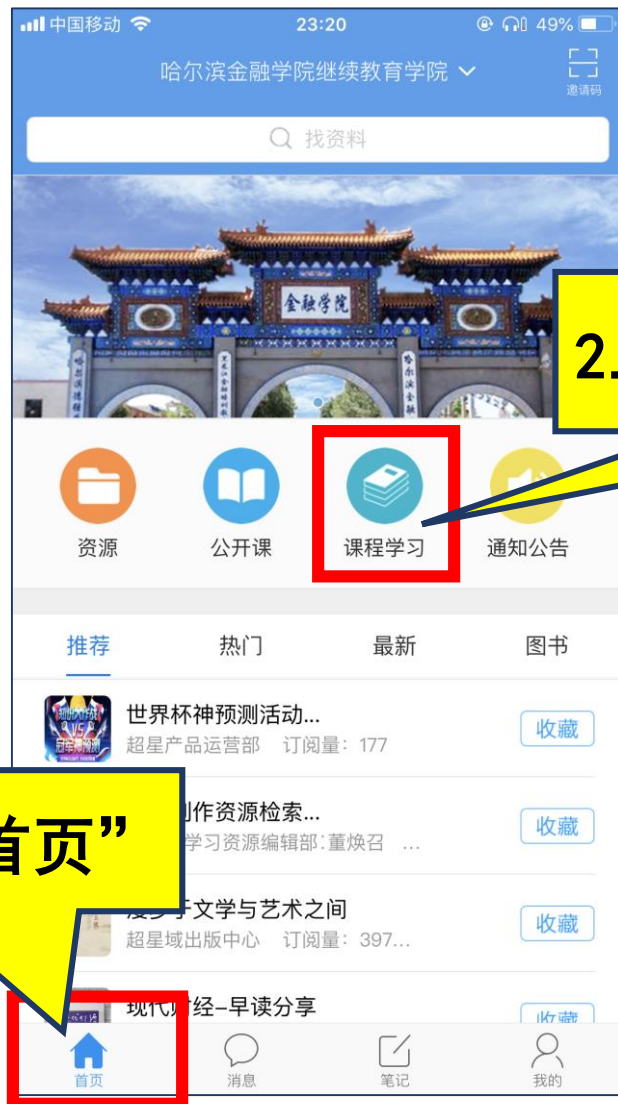 中国移动 23:20 49%
哈尔滨金融学院继续教育学院
邀请码
找资料
金融学院
2.
资源 公开课 课程学习 通知公告
推荐 热门 最新 图书
世界杯神预测活动...
超星产品运营部 订阅量：177
收藏
作资源检索...
学习资源编辑部:董焕召 ...
收藏
首页”
文学与艺术之间
超星域出版中心 订阅量：397...
收藏
现代财经-早读分享
收藏
首页 消息 笔记 我的